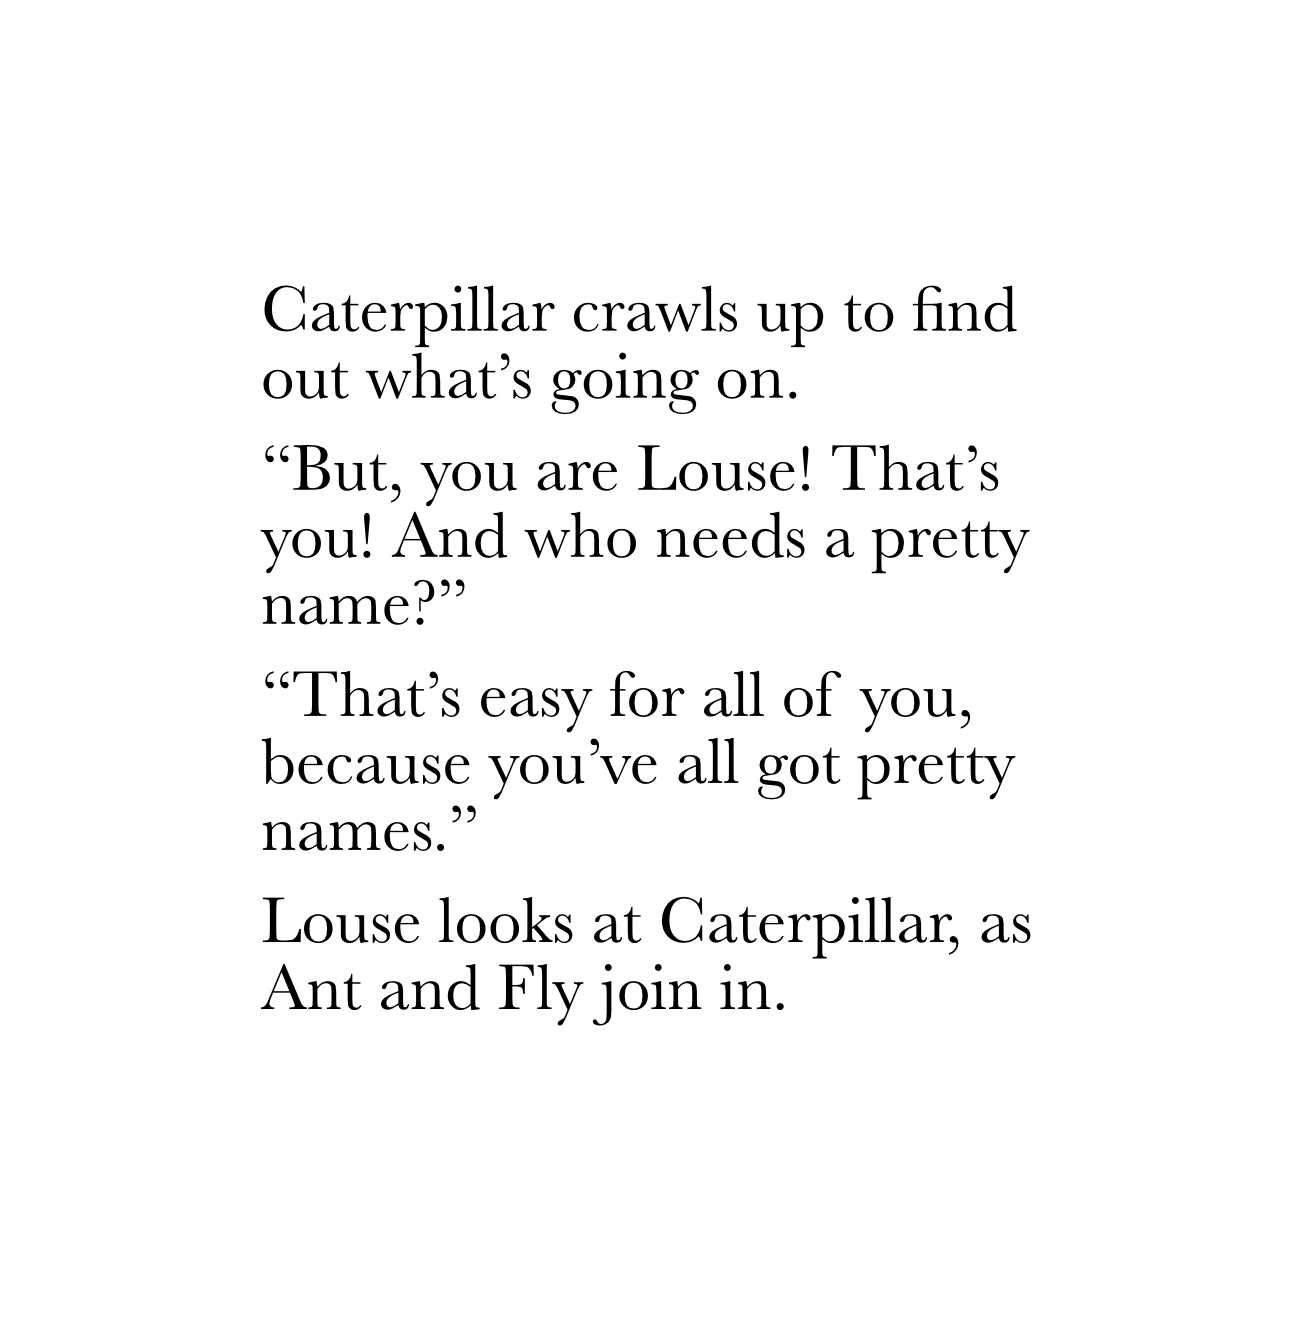 Caterpillar crawls up to find
out what’s going on.
“But, you are Louse! That’s
you! And who needs a pretty
name?”
“That’s easy for all of you,
because you’ve all got pretty
names.”
Louse looks at Caterpillar, as
Ant and Fly join in.